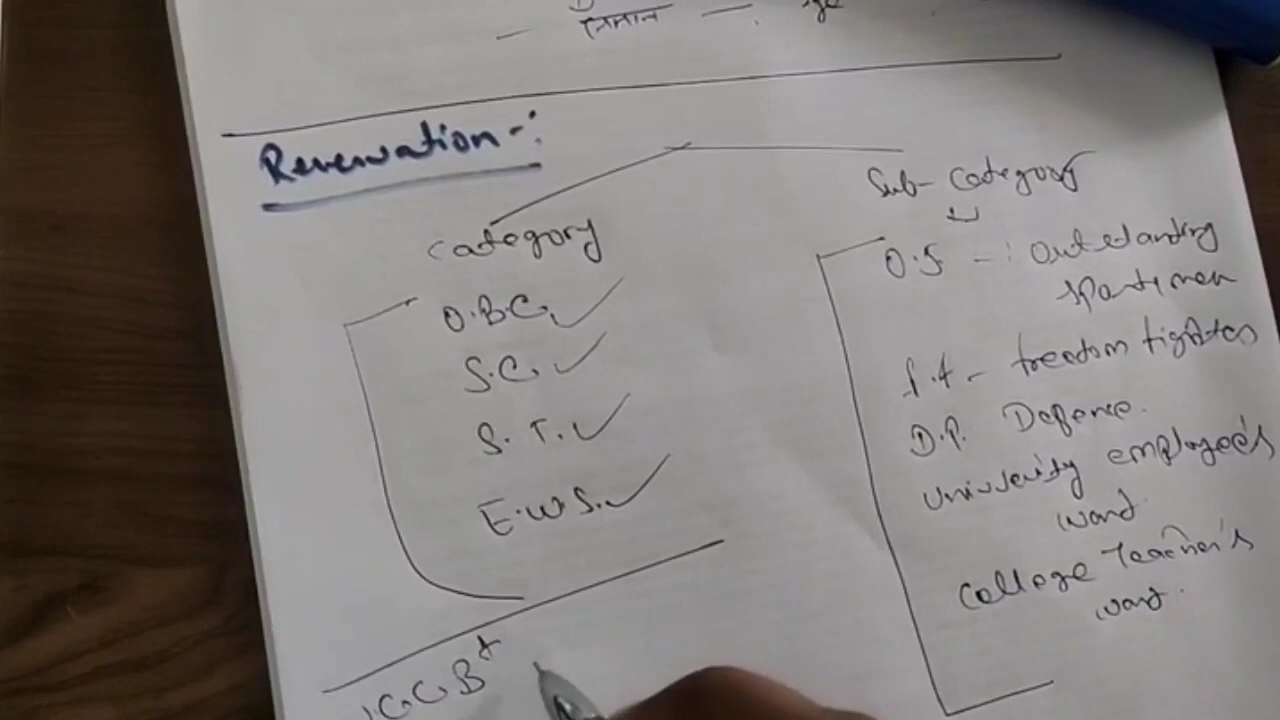 Reservation -:
Category
O.B.C.
S.C.
S.T.
E.W.S.
Sub-Category
O.S -: Outstanding
sportsmen
f.f - freedom fighters
D.P. Defence.
University employee's
ward
College Teacher's
ward.